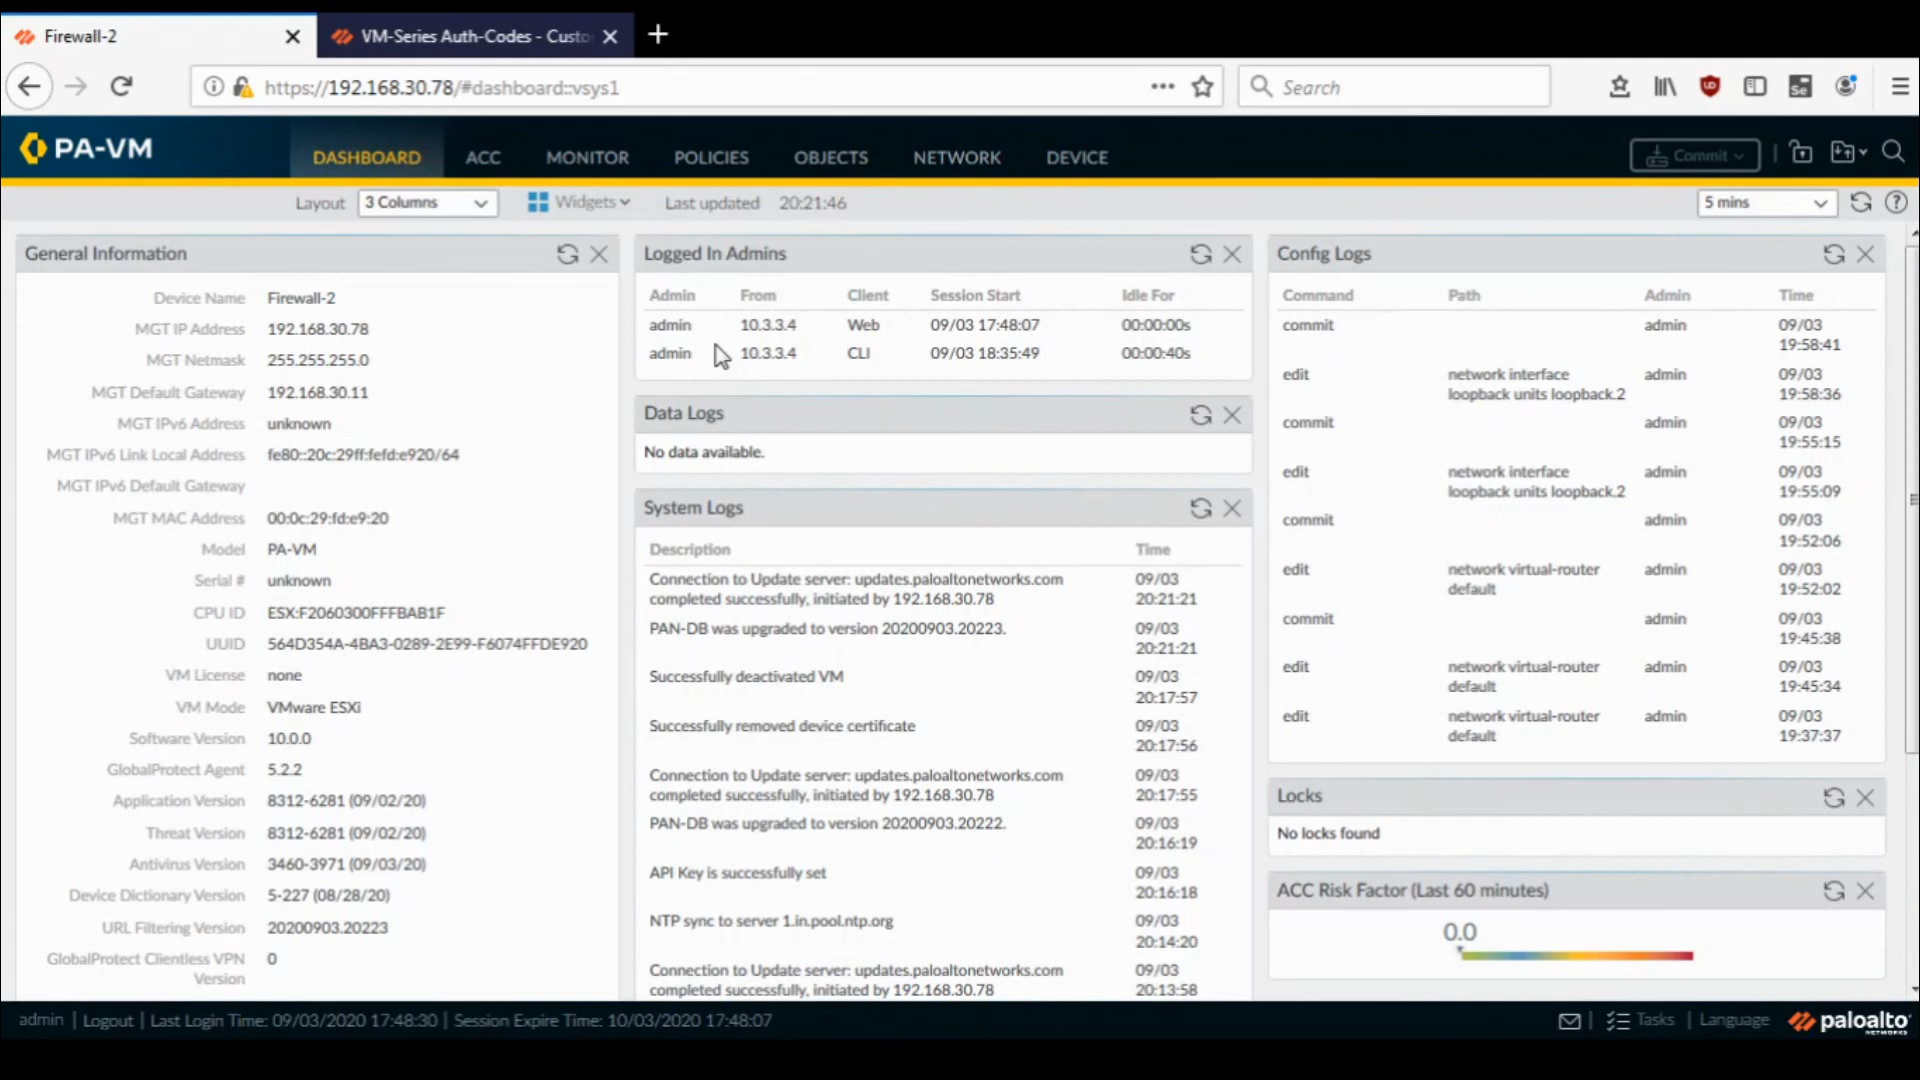 Firewall-2
VM-Series Auth-Codes - Custo
https://192.168.30.78/#dashboard::vsys1
Search
PA-VM
DASHBOARD
ACC
MONITOR
POLICIES
OBJECTS
NETWORK
DEVICE
Commit
Layout
3 Columns
Widgets
Last updated 20:21:46
5 mins
General Information
Device Name Firewall-2
MGT IP Address 192.168.30.78
MGT Netmask 255.255.255.0
MGT Default Gateway 192.168.30.11
MGT IPv6 Address unknown
MGT IPv6 Link Local Address fe80::20c:29ff:fefd:e920/64
MGT IPv6 Default Gateway
MGT MAC Address 00:0c:29:fd:e9:20
Model PA-VM
Serial # unknown
CPU ID ESX:F2060300FFFBAB1F
UUID 564D354A-4BA3-0289-2E99-F6074FFDE920
VM License none
VM Mode VMware ESXi
Software Version 10.0.0
GlobalProtect Agent 5.2.2
Application Version 8312-6281 (09/02/20)
Threat Version 8312-6281 (09/02/20)
Antivirus Version 3460-3971 (09/03/20)
Device Dictionary Version 5-227 (08/28/20)
URL Filtering Version 20200903.20223
GlobalProtect Clientless VPN 0
Version
Logged In Admins
Admin From Client Session Start Idle For
admin 10.3.3.4 Web 09/03 17:48:07 00:00:00s
admin 10.3.3.4 CLI 09/03 18:35:49 00:00:40s
Data Logs
No data available.
System Logs
Description Time
Connection to Update server: updates.paloaltonetworks.com 09/03
completed successfully, initiated by 192.168.30.78 20:21:21
PAN-DB was upgraded to version 20200903.20223. 09/03
20:21:21
Successfully deactivated VM 09/03
20:17:57
Successfully removed device certificate 09/03
20:17:56
Connection to Update server: updates.paloaltonetworks.com 09/03
completed successfully, initiated by 192.168.30.78 20:17:55
PAN-DB was upgraded to version 20200903.20222. 09/03
20:16:19
API Key is successfully set 09/03
20:16:18
NTP sync to server 1.in.pool.ntp.org 09/03
20:14:20
Connection to Update server: updates.paloaltonetworks.com 09/03
completed successfully, initiated by 192.168.30.78 20:13:58
Config Logs
Command Path Admin Time
commit admin 09/03
19:58:41
edit network interface admin 09/03
loopback units loopback.2 19:58:36
commit admin 09/03
19:55:15
edit network interface admin 09/03
loopback units loopback.2 19:55:09
commit admin 09/03
19:52:06
edit network virtual-router admin 09/03
default 19:52:02
commit admin 09/03
19:45:38
edit network virtual-router admin 09/03
default 19:45:34
edit network virtual-router admin 09/03
default 19:37:37
Locks
No locks found
ACC Risk Factor (Last 60 minutes)
0.0
admin | Logout | Last Login Time: 09/03/2020 17:48:30 | Session Expire Time: 10/03/2020 17:48:07
Tasks | Language
paloalto
NETWORKS